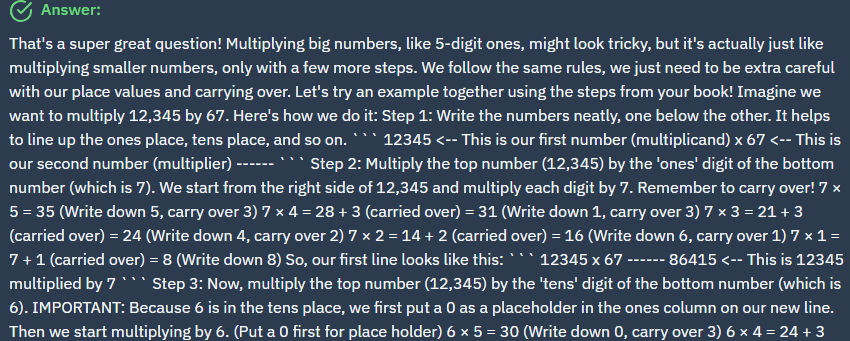 Answer:
That's a super great question! Multiplying big numbers, like 5-digit ones, might look tricky, but it's actually just like
multiplying smaller numbers, only with a few more steps. We follow the same rules, we just need to be extra careful
with our place values and carrying over. Let's try an example together using the steps from your book! Imagine we
want to multiply 12,345 by 67. Here's how we do it: Step 1: Write the numbers neatly, one below the other. It helps
to line up the ones place, tens place, and so on. ``` 12345 <-- This is our first number (multiplicand) x 67 <-- This is
our second number (multiplier) ------ ``` Step 2: Multiply the top number (12,345) by the 'ones' digit of the bottom
number (which is 7). We start from the right side of 12,345 and multiply each digit by 7. Remember to carry over! 7 ×
5 = 35 (Write down 5, carry over 3) 7 × 4 = 28 + 3 (carried over) = 31 (Write down 1, carry over 3) 7 × 3 = 21 + 3
(carried over) = 24 (Write down 4, carry over 2) 7 × 2 = 14 + 2 (carried over) = 16 (Write down 6, carry over 1) 7 × 1 =
7 + 1 (carried over) = 8 (Write down 8) So, our first line looks like this: ``` 12345 x 67 ------ 86415 <-- This is 12345
multiplied by 7 ``` Step 3: Now, multiply the top number (12,345) by the 'tens' digit of the bottom number (which is
6). IMPORTANT: Because 6 is in the tens place, we first put a 0 as a placeholder in the ones column on our new line.
Then we start multiplying by 6. (Put a 0 first for place holder) 6 × 5 = 30 (Write down 0, carry over 3) 6 × 4 = 24 + 3